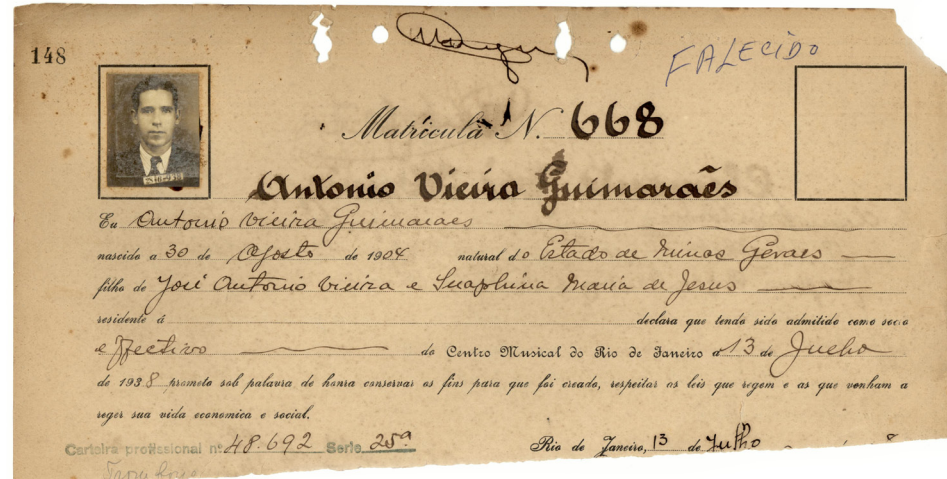 148
FALECIDO
Matricula N. 668
Antonio Vieira Guimarães
Eu Antonio Vieira Guimaraes
nascido a 30 de Agosto de 1904 natural do Estado de Minas Geraes
filho de José Antonio Vieira e Maria de Jesus
residente á declara que tendo sido admitido como socio
effectivo do Centro Musical do Rio de Janeiro a 13 de Julho
de 1938 prometo sob palavra de honra conservar os fins para que foi creado, respeitar as leis que regem e as que venham a
reger sua vida economica e social.
Carteira profissional nº 48.692 Serie 25ª
Rio de Janeiro, 13 de Julho